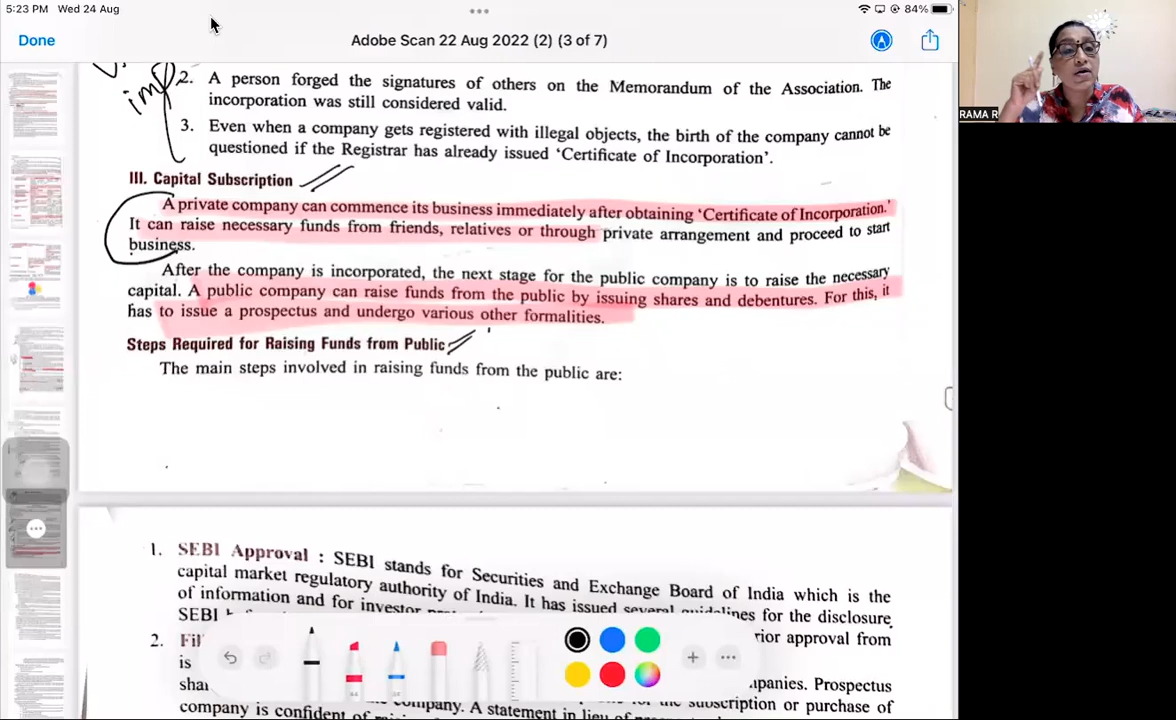 5:23 PM Wed 24 Aug
84%
Done
Adobe Scan 22 Aug 2022 (2) (3 of 7)
RAMA R
imp
2. A person forged the signatures of others on the Memorandum of the Association. The
incorporation was still considered valid.
3. Even when a company gets registered with illegal objects, the birth of the company cannot be
questioned if the Registrar has already issued ‘Certificate of Incorporation’.
III. Capital Subscription
A private company can commence its business immediately after obtaining ‘Certificate of Incorporation.’
It can raise necessary funds from friends, relatives or through private arrangement and proceed to start
business.
After the company is incorporated, the next stage for the public company is to raise the necessary
capital. A public company can raise funds from the public by issuing shares and debentures. For this, it
has to issue a prospectus and undergo various other formalities.
Steps Required for Raising Funds from Public
The main steps involved in raising funds from the public are:
1. SEBI Approval : SEBI stands for Securities and Exchange Board of India which is the
capital market regulatory authority of India. It has issued several guidelines for the disclosure
of information and for investor
SEBI
rior approval from
2. Fil
is
shar
panies. Prospectus
subscription or purchase of
company is confident of
company. A statement in lieu of